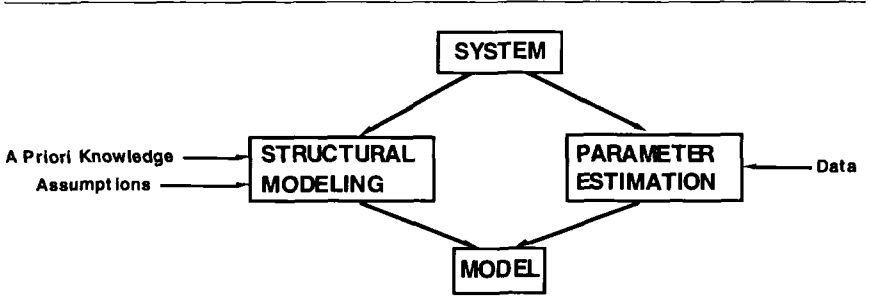 SYSTEM
A Priori Knowledge
Assumptions
STRUCTURAL
MODELING
PARAMETER
ESTIMATION
Data
MODEL